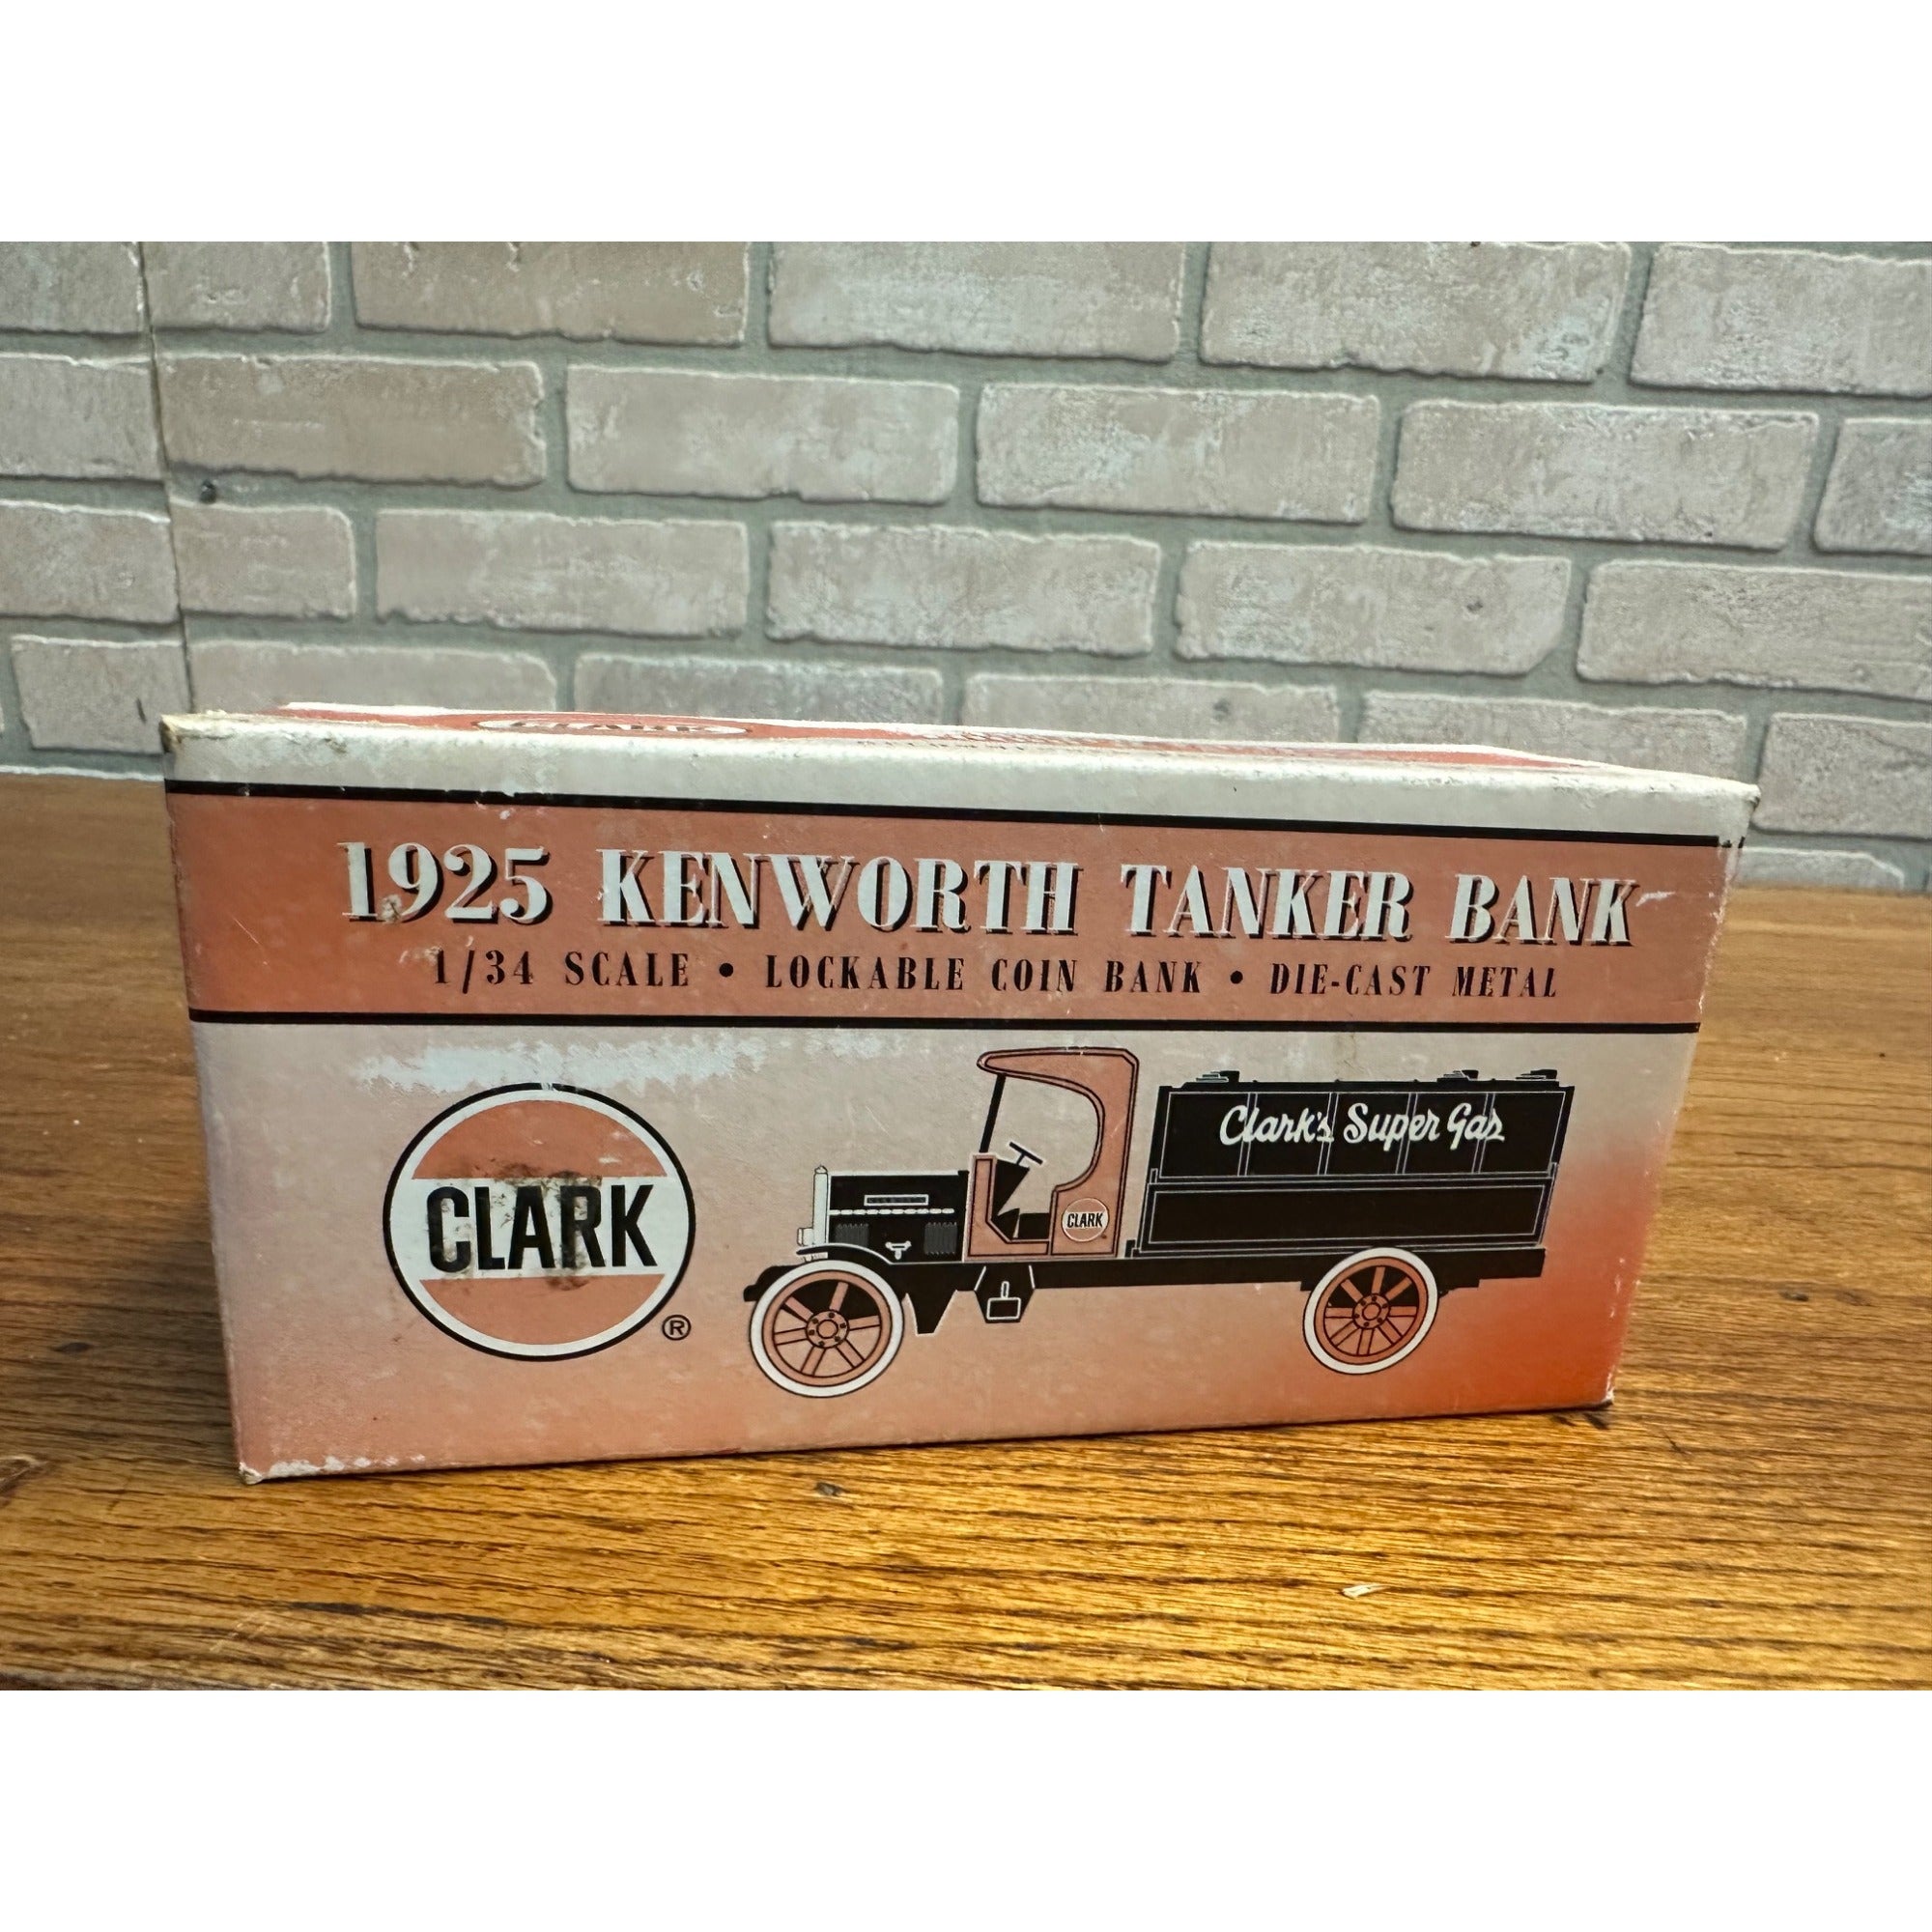 1925 KENWORTH TANKER BANK
1/34 SCALE • LOCKABLE COIN BANK • DIE-CAST METAL
CLARK
®
Clark's Super Gas
CLARK